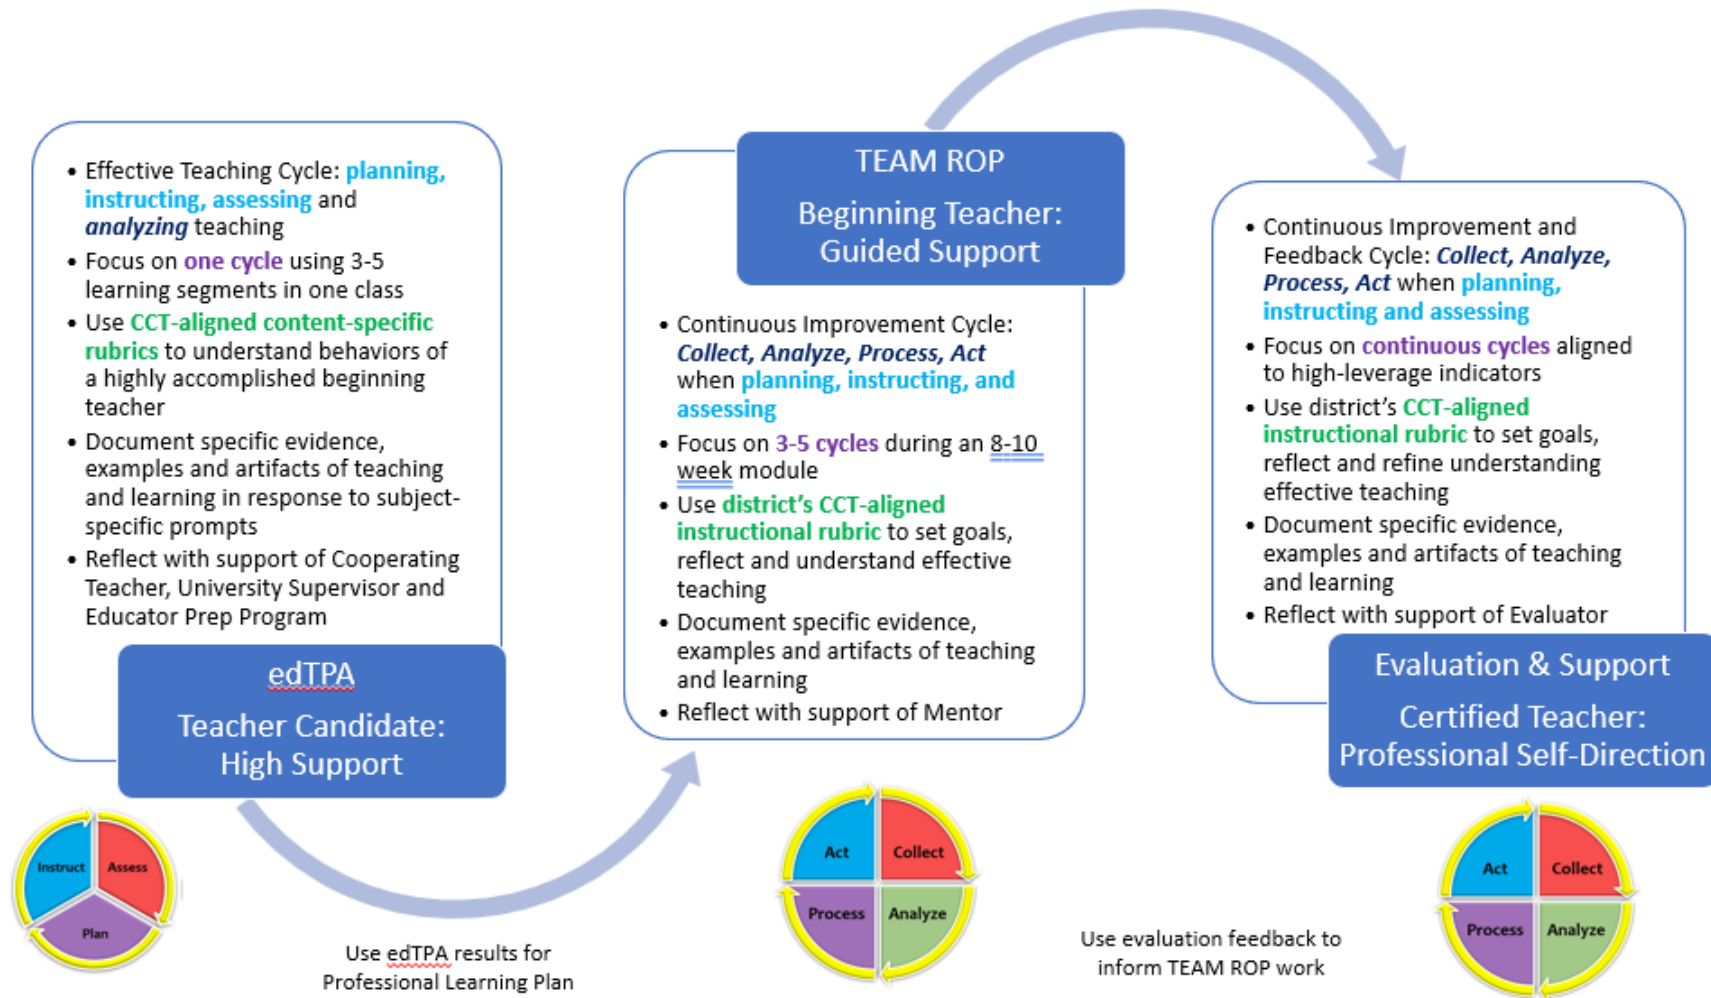 • Effective Teaching Cycle: planning,
instructing, assessing and
analyzing teaching
• Focus on one cycle using 3-5
learning segments in one class
• Use CCT-aligned content-specific
rubrics to understand behaviors of
a highly accomplished beginning
teacher
• Document specific evidence,
examples and artifacts of teaching
and learning in response to subject-
specific prompts
• Reflect with support of Cooperating
Teacher, University Supervisor and
Educator Prep Program
edTPA
Teacher Candidate:
High Support
Instruct
Assess
Plan
Use edTPA results for
Professional Learning Plan
TEAM ROP
Beginning Teacher:
Guided Support
• Continuous Improvement Cycle:
Collect, Analyze, Process, Act
when planning, instructing, and
assessing
• Focus on 3-5 cycles during an 8-10
week module
• Use district's CCT-aligned
instructional rubric to set goals,
reflect and understand effective
teaching
• Document specific evidence,
examples and artifacts of teaching
and learning
• Reflect with support of Mentor
Act
Collect
Process
Analyze
Use evaluation feedback to
inform TEAM ROP work
• Continuous Improvement and
Feedback Cycle: Collect, Analyze,
Process, Act when planning,
instructing and assessing
• Focus on continuous cycles aligned
to high-leverage indicators
• Use district's CCT-aligned
instructional rubric to set goals,
reflect and refine understanding
effective teaching
• Document specific evidence,
examples and artifacts of teaching
and learning
• Reflect with support of Evaluator
Evaluation & Support
Certified Teacher:
Professional Self-Direction
Act
Collect
Process
Analyze